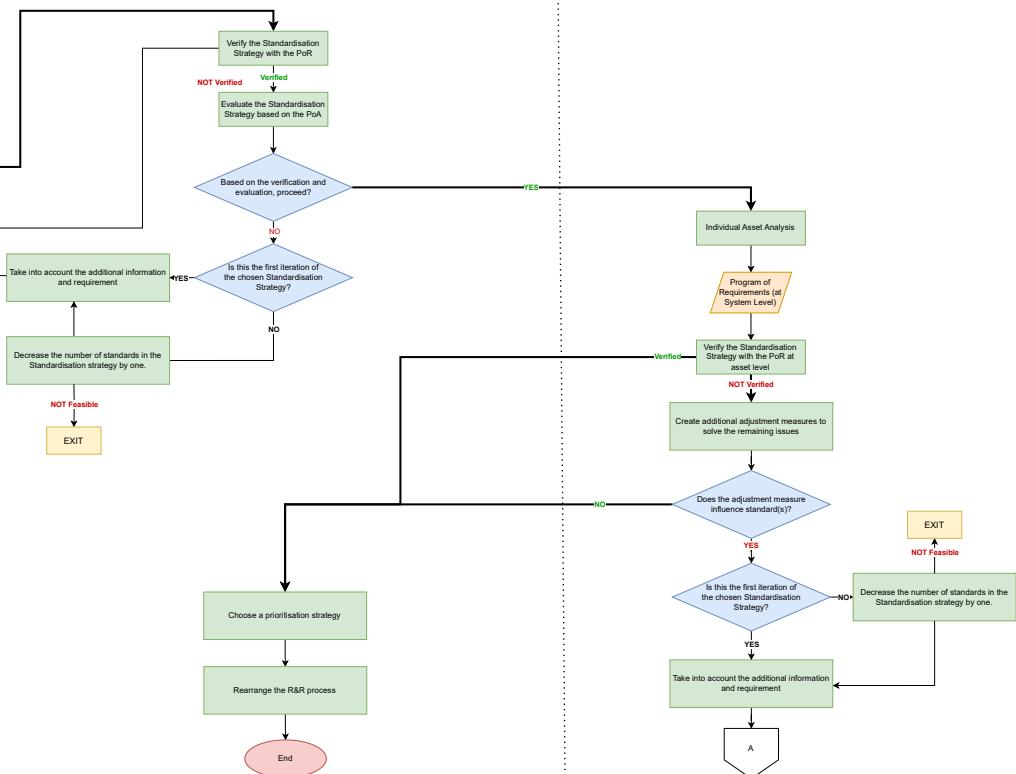 Verify the Standardisation
Strategy with the PoR
NOT Verified
Verified
Evaluate the Standardisation
Strategy based on the PoA
Based on the verification and
evaluation, proceed?
YES
NO
Is this the first iteration of
the chosen Standardisation
Strategy?
YES
Take into account the additional information
and requirement
NO
Decrease the number of standards in the
Standardisation strategy by one.
NOT Feasible
EXIT
Individual Asset Analysis
Program of
Requirements (at
System Level)
Verify the Standardisation
Strategy with the PoR at
asset level
Verified
NOT Verified
Create additional adjustment measures to
solve the remaining issues
Does the adjustment measure
influence standard(s)?
NO
YES
Is this the first iteration of
the chosen Standardisation
Strategy?
NO
Decrease the number of standards in the
Standardisation strategy by one.
NOT Feasible
EXIT
YES
Take into account the additional information
and requirement
A
Choose a prioritisation strategy
Rearrange the R&R process
End